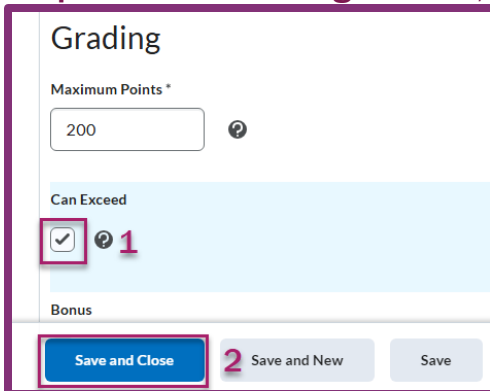 Grading
Maximum Points *
200
Can Exceed
1
Bonus
Save and Close 2 Save and New Save